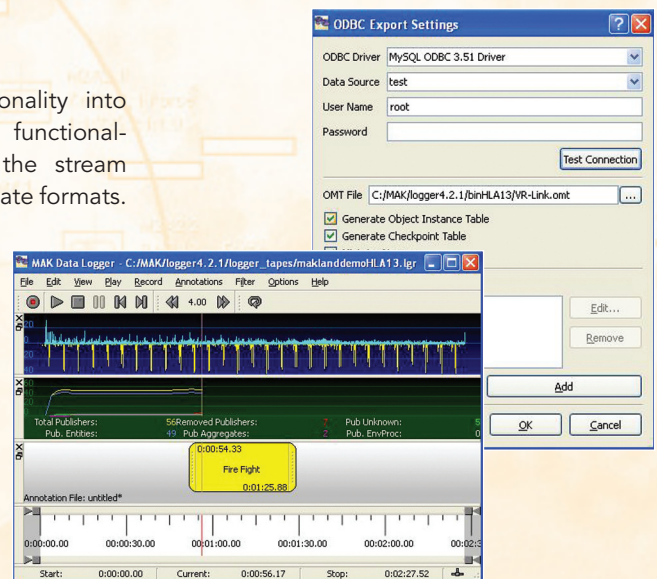 onality into
functional-
the stream
ate formats.
ODBC Export Settings
ODBC Driver MySQL ODBC 3.51 Driver
Data Source test
User Name root
Password
Test Connection
OMT File C:/MAK/logger4.2.1/binHLA13/VR-Link.omt ...
Generate Object Instance Table
Generate Checkpoint Table
Edit...
Remove
Add
OK Cancel
MAK Data Logger - C:/MAK/logger4.2.1/logger_tapes/maklanddemoHLA13.lgr
File Edit View Play Record Annotations Filter Options Help
4.00
Total Publishers: 56 Removed Publishers: 7 Pub Unknown: 5
Pub. Entities: 49 Pub Aggregates: 2 Pub. EnvProc: 0
0:00:54.33
Fire Fight
0:01:25.88
Annotation File: untitled*
0:00:00.00 00:00:30.00 00:01:00.00 00:01:30.00 00:02:00.00
Start: 0:00:00.00 Current: 0:00:56.17 Stop: 0:02:27.52